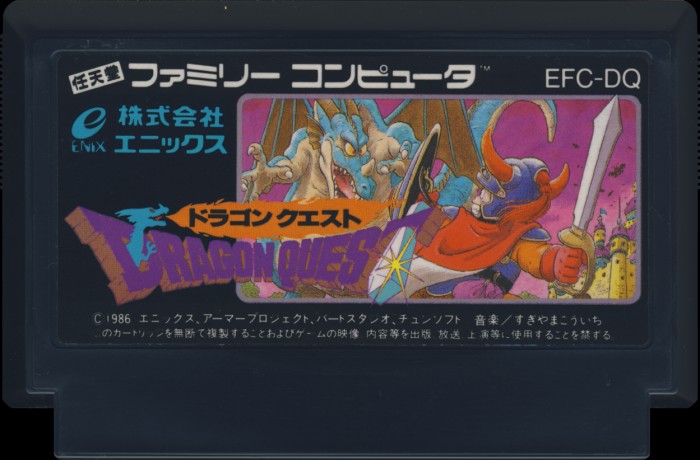 任天堂 ファミリー コンピュータ™ EFC-DQ
e ENIX 株式会社 エニックス
ドラゴン クエスト
DRAGON QUEST
©1986 エニックス、アーマープロジェクト、バードスタジオ、チュンソフト 音楽/すぎやまこういち
このカートリッジを無断で複製することおよびゲームの映像、内容等を出版、放送、上演等に使用することを禁する